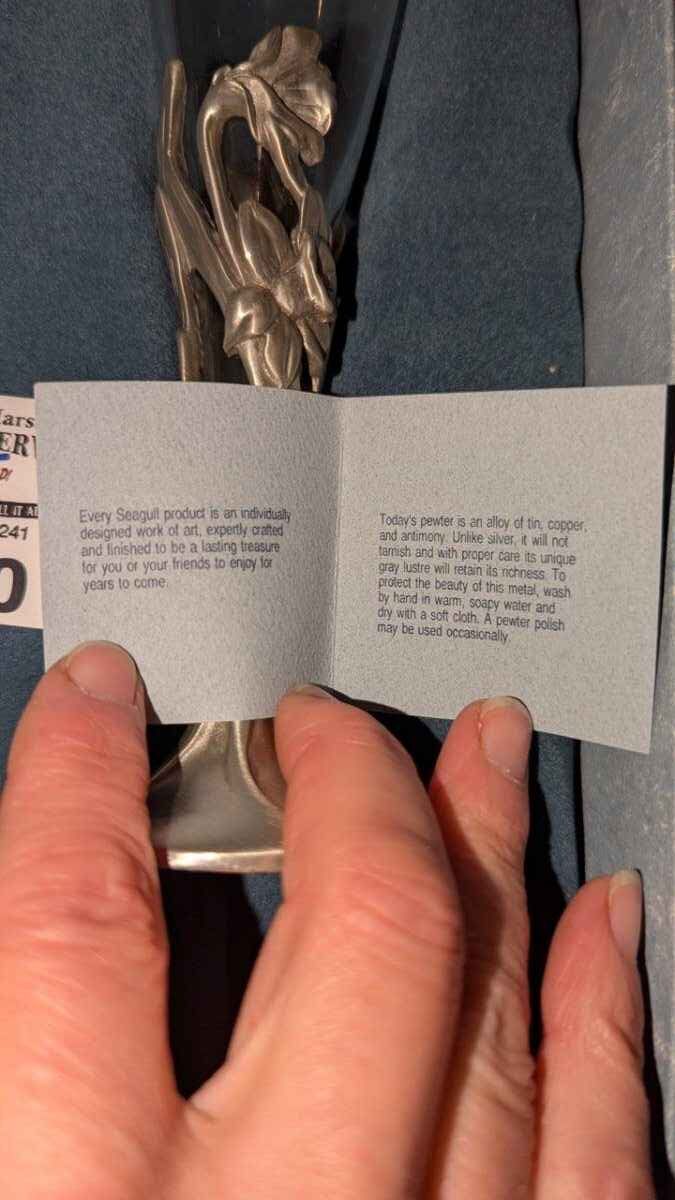 Every Seagull product is an individually
designed work of art, expertly crafted
and finished to be a lasting treasure
for you or your friends to enjoy for
years to come.
Today's pewter is an alloy of tin, copper,
and antimony. Unlike silver, it will not
tarnish and with proper care its unique
gray lustre will retain its richness. To
protect the beauty of this metal, wash
by hand in warm, soapy water and
dry with a soft cloth. A pewter polish
may be used occasionally.
241
0